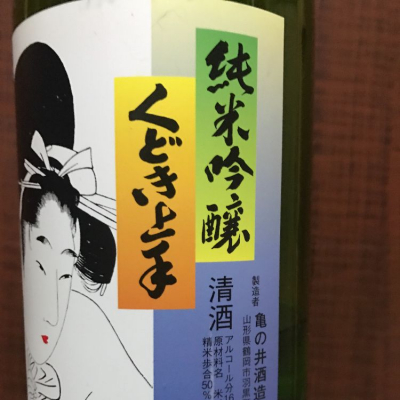 純米吟醸
くどき上手
清酒
製造者
亀の井酒造
山形県鶴岡市羽黒
アルコール分16
原材料名 米
精米歩合50%